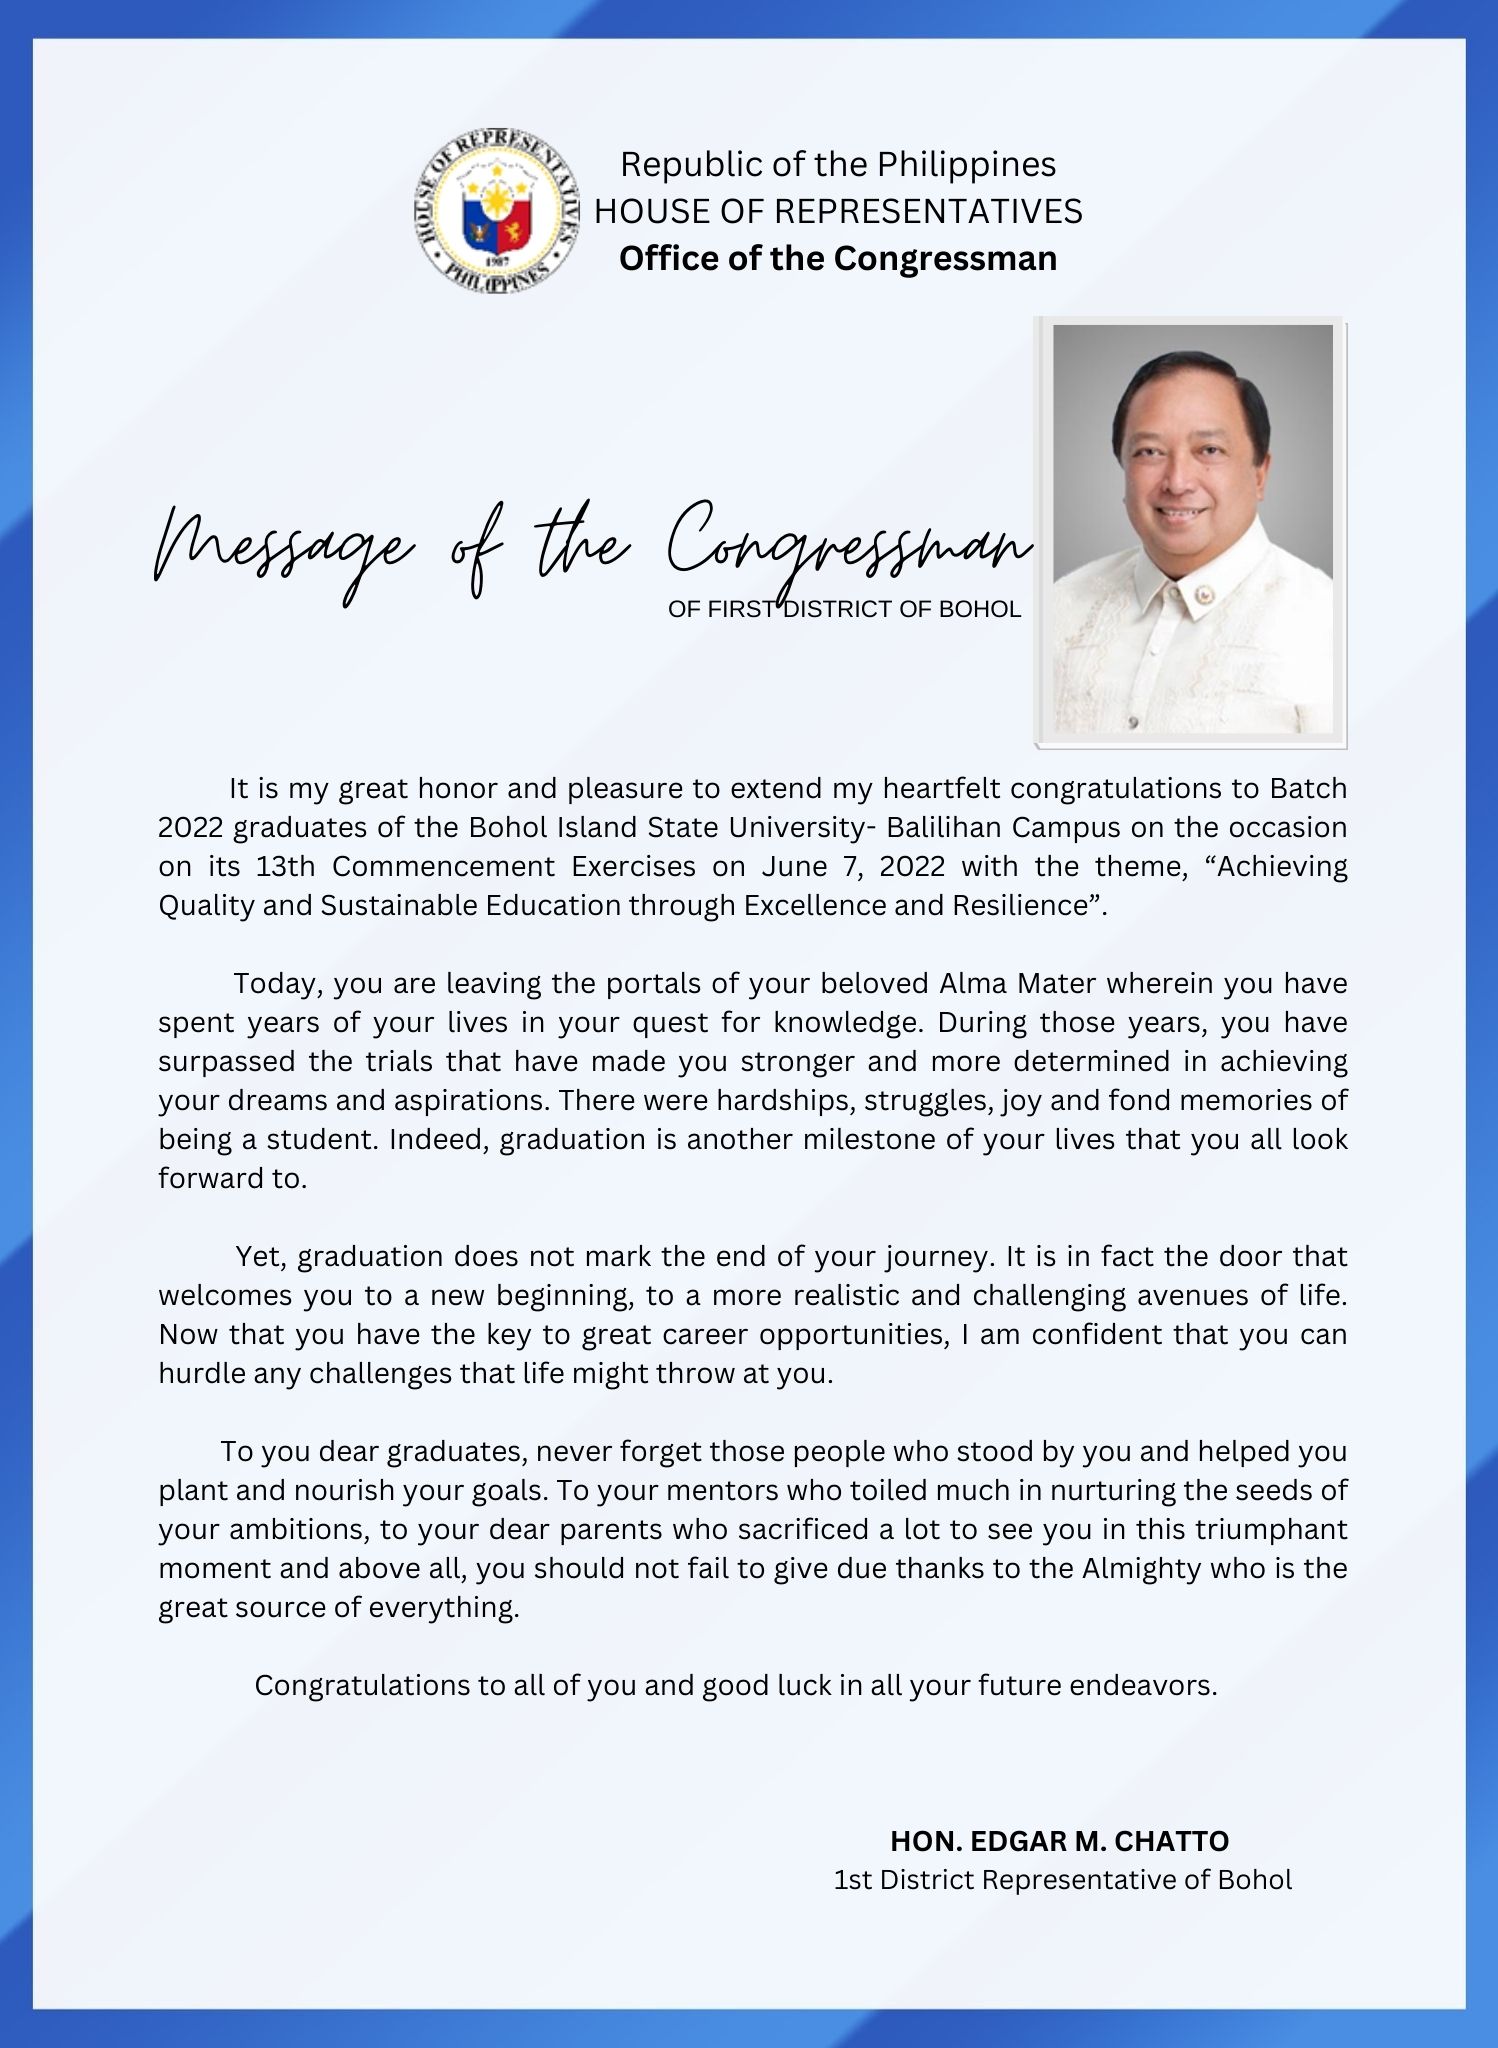 HOUSE OF REPRESENTATIVES
1987
PHILIPPINES
Republic of the Philippines
HOUSE OF REPRESENTATIVES
Office of the Congressman
Message of the Congressman
OF FIRST DISTRICT OF BOHOL
It is my great honor and pleasure to extend my heartfelt congratulations to Batch
2022 graduates of the Bohol Island State University- Balilihan Campus on the occasion
on its 13th Commencement Exercises on June 7, 2022 with the theme, “Achieving
Quality and Sustainable Education through Excellence and Resilience”.
Today, you are leaving the portals of your beloved Alma Mater wherein you have
spent years of your lives in your quest for knowledge. During those years, you have
surpassed the trials that have made you stronger and more determined in achieving
your dreams and aspirations. There were hardships, struggles, joy and fond memories of
being a student. Indeed, graduation is another milestone of your lives that you all look
forward to.
Yet, graduation does not mark the end of your journey. It is in fact the door that
welcomes you to a new beginning, to a more realistic and challenging avenues of life.
Now that you have the key to great career opportunities, I am confident that you can
hurdle any challenges that life might throw at you.
To you dear graduates, never forget those people who stood by you and helped you
plant and nourish your goals. To your mentors who toiled much in nurturing the seeds of
your ambitions, to your dear parents who sacrificed a lot to see you in this triumphant
moment and above all, you should not fail to give due thanks to the Almighty who is the
great source of everything.
Congratulations to all of you and good luck in all your future endeavors.
HON. EDGAR M. CHATTO
1st District Representative of Bohol